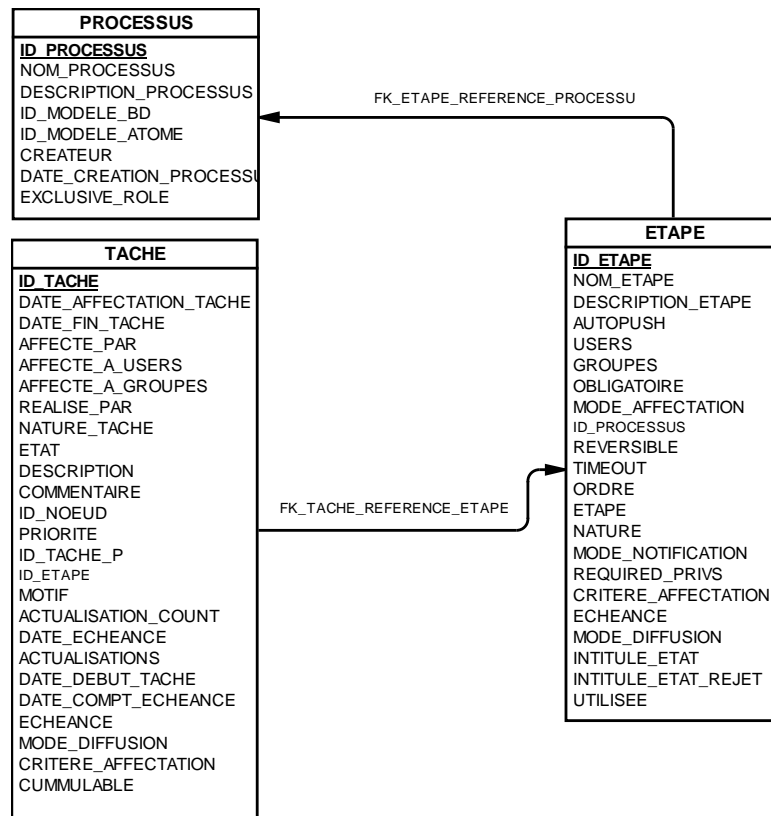 PROCESSUS
ID_PROCESSUS
NOM_PROCESSUS
DESCRIPTION_PROCESSUS
ID_MODELE_BD
ID_MODELE_ATOME
CREATEUR
DATE_CREATION_PROCESSU
EXCLUSIVE_ROLE
FK_ETAPE_REFERENCE_PROCESSU
TACHE
ID_TACHE
DATE_AFFECTATION_TACHE
DATE_FIN_TACHE
AFFECTE_PAR
AFFECTE_A_USERS
AFFECTE_A_GROUPES
REALISE_PAR
NATURE_TACHE
ETAT
DESCRIPTION
COMMENTAIRE
ID_NOEUD
PRIORITE
ID_TACHE_P
ID_ETAPE
MOTIF
ACTUALISATION_COUNT
DATE_ECHEANCE
ACTUALISATIONS
DATE_DEBUT_TACHE
DATE_COMPT_ECHEANCE
ECHEANCE
MODE_DIFFUSION
CRITERE_AFFECTATION
CUMMULABLE
FK_TACHE_REFERENCE_ETAPE
ETAPE
ID_ETAPE
NOM_ETAPE
DESCRIPTION_ETAPE
AUTOPUSH
USERS
GROUPES
OBLIGATOIRE
MODE_AFFECTATION
ID_PROCESSUS
REVERSIBLE
TIMEOUT
ORDRE
ETAPE
NATURE
MODE_NOTIFICATION
REQUIRED_PRIVS
CRITERE_AFFECTATION
ECHEANCE
MODE_DIFFUSION
INTITULE_ETAT
INTITULE_ETAT_REJET
UTILISEE